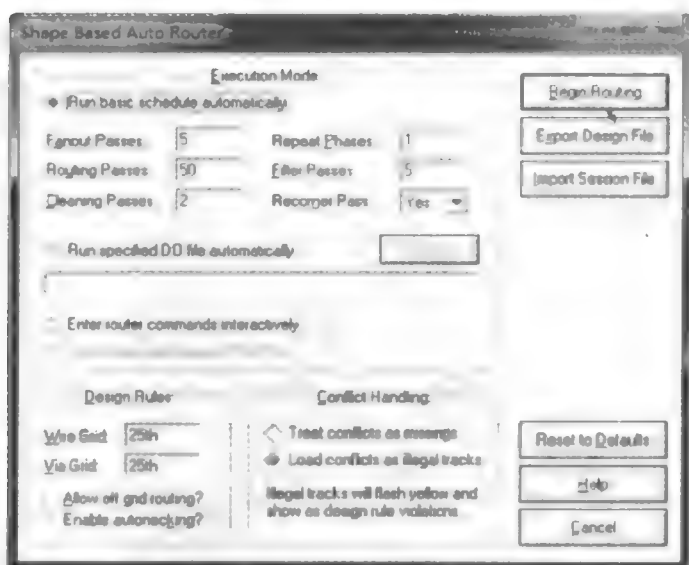 Shape Based Auto Router
Execution Mode
Run basic schedule automatically
Fanout Passes 5 Repeat Phases 1
Routing Passes 50 Filter Passes 5
Cleaning Passes 2 Recorner Pass Yes
Run specified DO file automatically
Enter router commands interactively
Design Rules:
Wire Grid: 25th
Via Grid: 25th
Allow off grid routing?
Enable autonecking?
Conflict Handling:
Treat conflicts as missings
Load conflicts as illegal tracks
Illegal tracks will flash yellow and
show as design rule violations
Begin Routing
Export Design File
Import Session File
Reset to Defaults
Help
Cancel